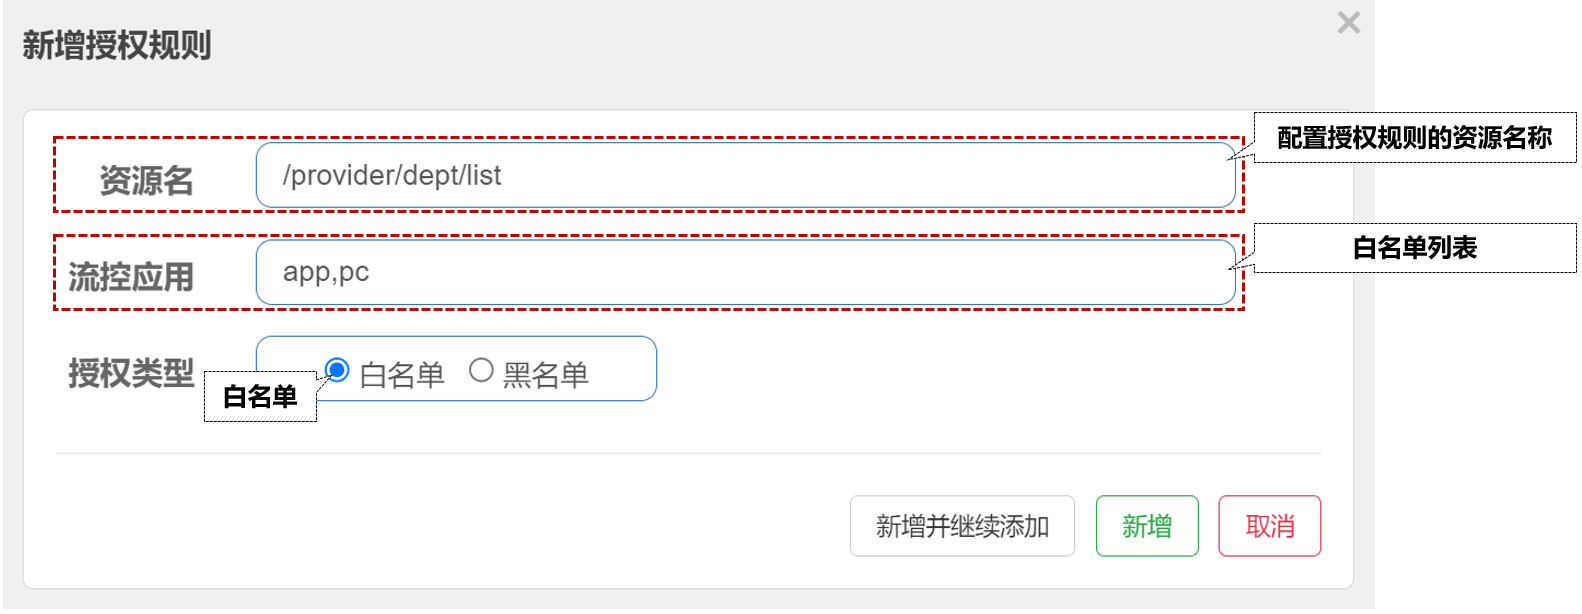 新增授权规则
×
配置授权规则的资源名称
资源名
/provider/dept/list
白名单列表
流控应用
app,pc
授权类型
白名单
黑名单
白名单
新增并继续添加
新增
取消